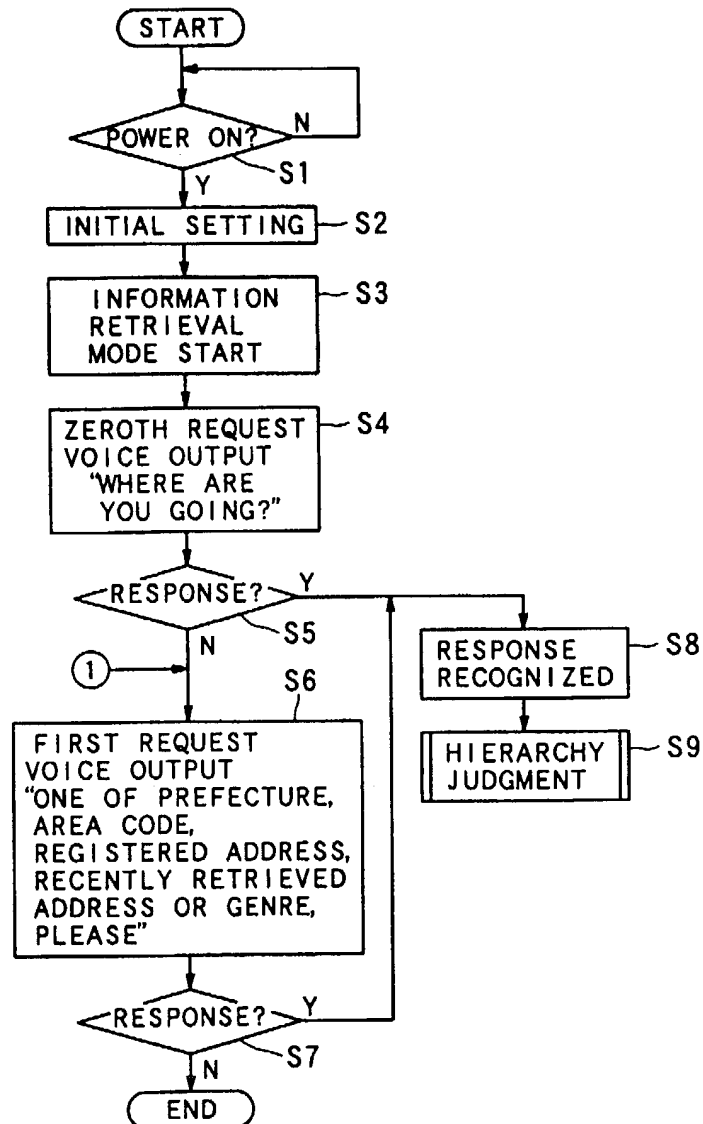 START
POWER ON?
N
S1
Y
INITIAL SETTING
S2
INFORMATION
RETRIEVAL
MODE START
S3
ZEROTH REQUEST
VOICE OUTPUT
“WHERE ARE
YOU GOING?”
S4
RESPONSE?
Y
S5
N
1
RESPONSE
RECOGNIZED
S8
HIERARCHY
JUDGMENT
S9
S6
FIRST REQUEST
VOICE OUTPUT
“ONE OF PREFECTURE,
AREA CODE,
REGISTERED ADDRESS,
RECENTLY RETRIEVED
ADDRESS OR GENRE,
PLEASE”
RESPONSE?
Y
S7
N
END